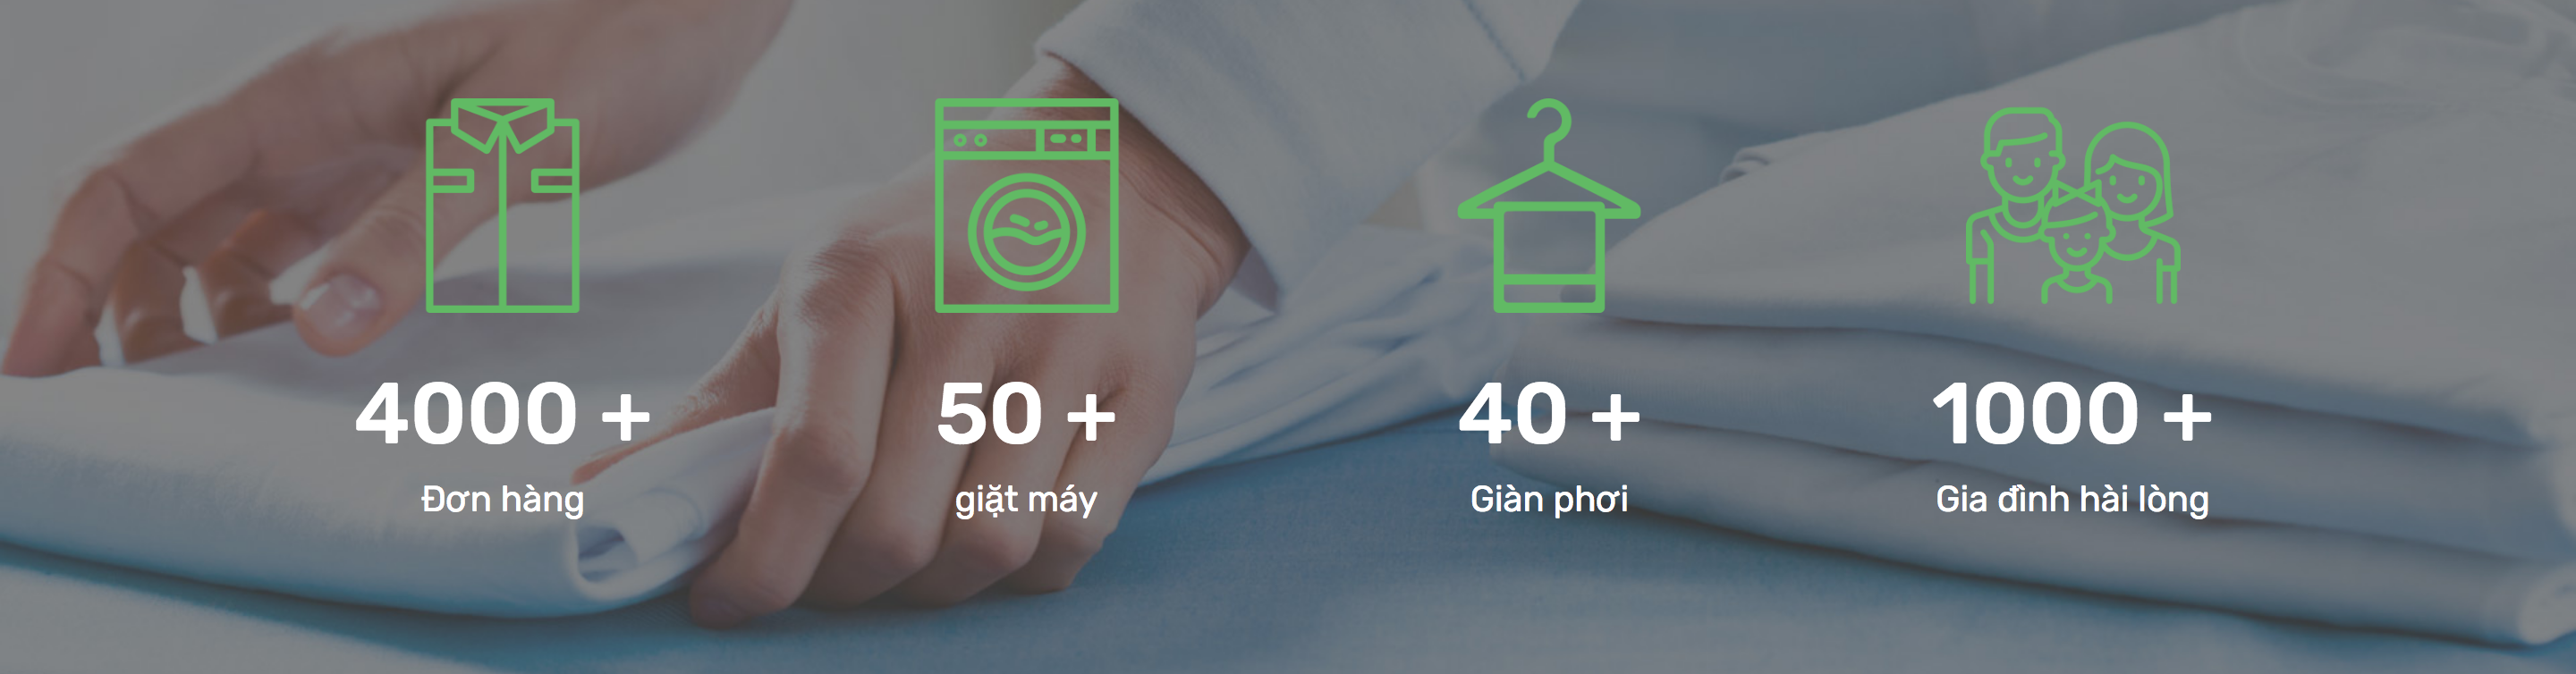 4000 +
50 +
40 +
1000 +
Đơn hàng
giặt máy
Giàn phơi
Gia đình hài lòng